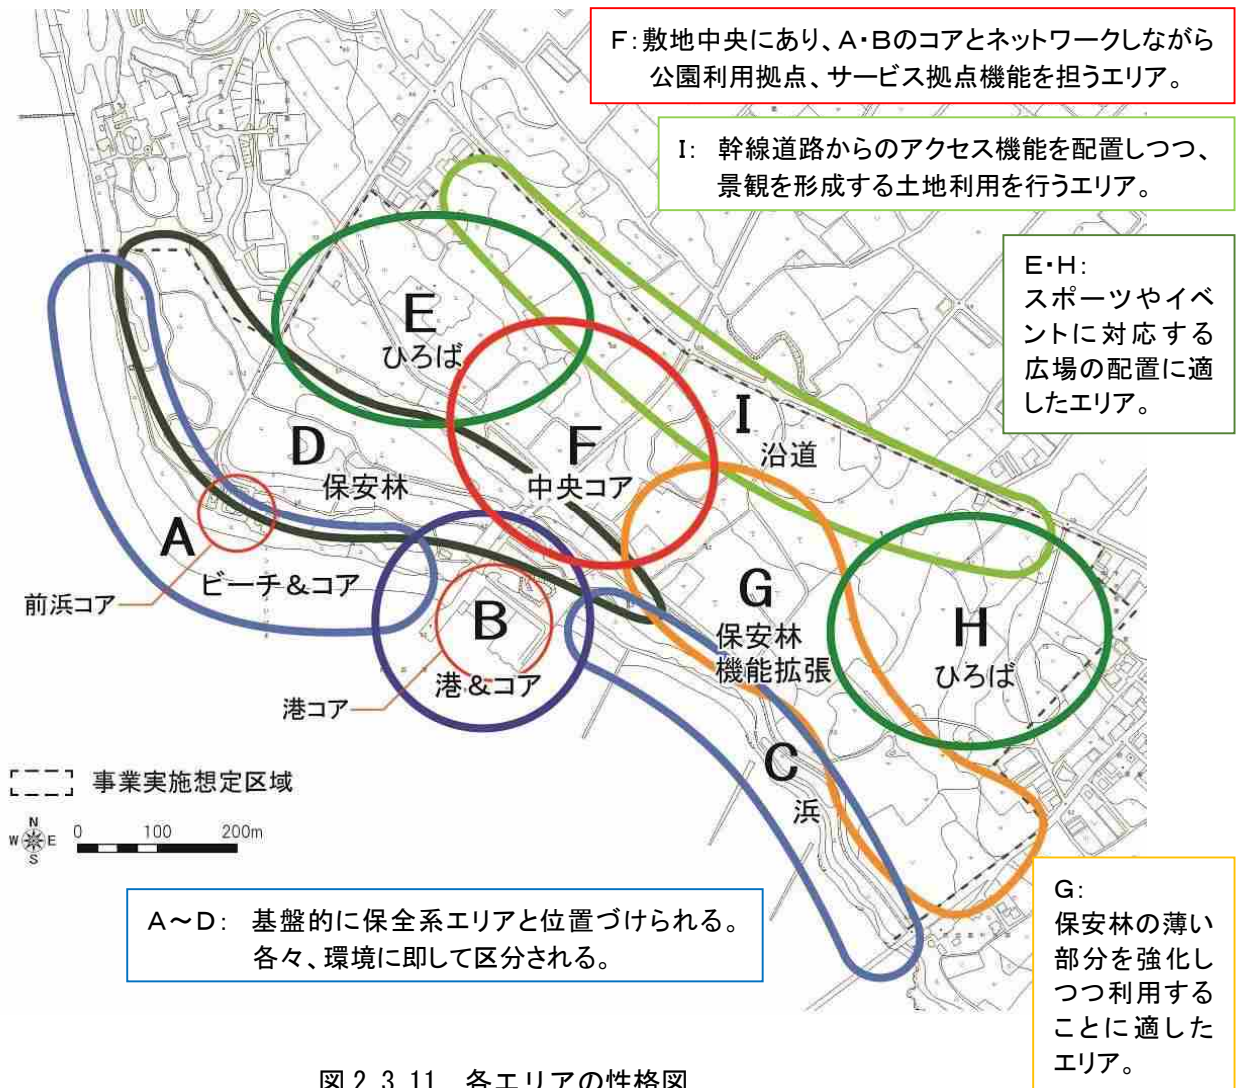 F：敷地中央にあり、A・Bのコアとネットワークしながら
公園利用拠点、サービス拠点機能を担うエリア。
I： 幹線道路からのアクセス機能を配置しつつ、
景観を形成する土地利用を行うエリア。
E・H：
スポーツやイベ
ントに対応する
広場の配置に適
したエリア。
E
ひろば
I
沿道
F
中央コア
D
保安林
A
ビーチ＆コア
前浜コア
B
港＆コア
港コア
G
保安林
機能拡張
H
ひろば
C
浜
事業実施想定区域
N
W E
S
0 100 200m
A～D： 基盤的に保全系エリアと位置づけられる。
各々、環境に即して区分される。
G：
保安林の薄い
部分を強化し
つつ利用する
ことに適した
エリア。
図 2.3.11 各エリアの性格図